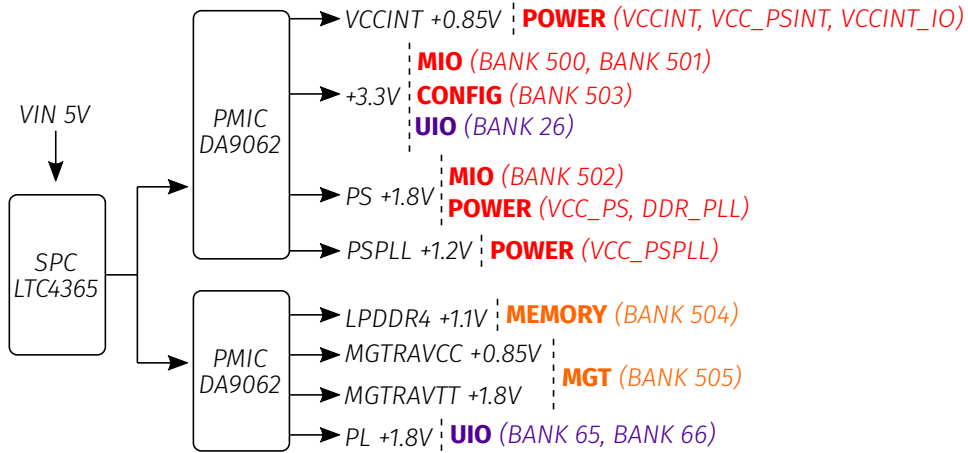 VCCINT +0.85V POWER (VCCINT, VCC_PSINT, VCCINT_IO)
MIO (BANK 500, BANK 501)
+3.3V CONFIG (BANK 503)
UIO (BANK 26)
VIN 5V
PMIC
DA9062
MIO (BANK 502)
PS +1.8V
POWER (VCC_PS, DDR_PLL)
PSPLL +1.2V POWER (VCC_PSPLL)
SPC
LTC4365
LPDDR4 +1.1V MEMORY (BANK 504)
MGTRAVCC +0.85V
PMIC
DA9062
MGT (BANK 505)
MGTRAVTT +1.8V
PL +1.8V UIO (BANK 65, BANK 66)